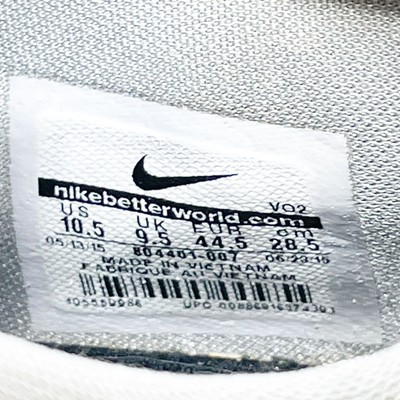 nikebetterworld.com VO2
US UK EUR cm
10.5 9.5 44.5 28.5
05/13/15 804401-007 06/23/15
MADE IN VIETNAM
FABRIQUE AU VIETNAM
UPC